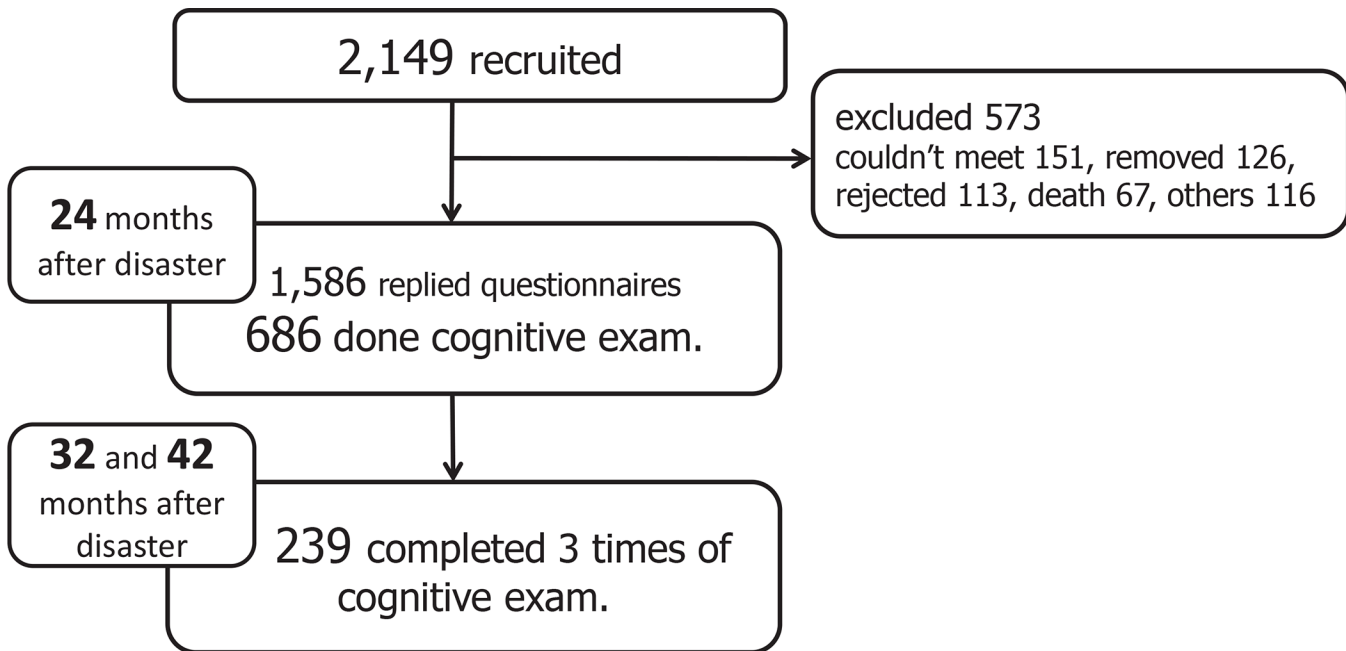 2,149 recruited
excluded 573
couldn’t meet 151, removed 126,
rejected 113, death 67, others 116
24 months
after disaster
1,586 replied questionnaires
686 done cognitive exam.
32 and 42
months after
disaster
239 completed 3 times of
cognitive exam.